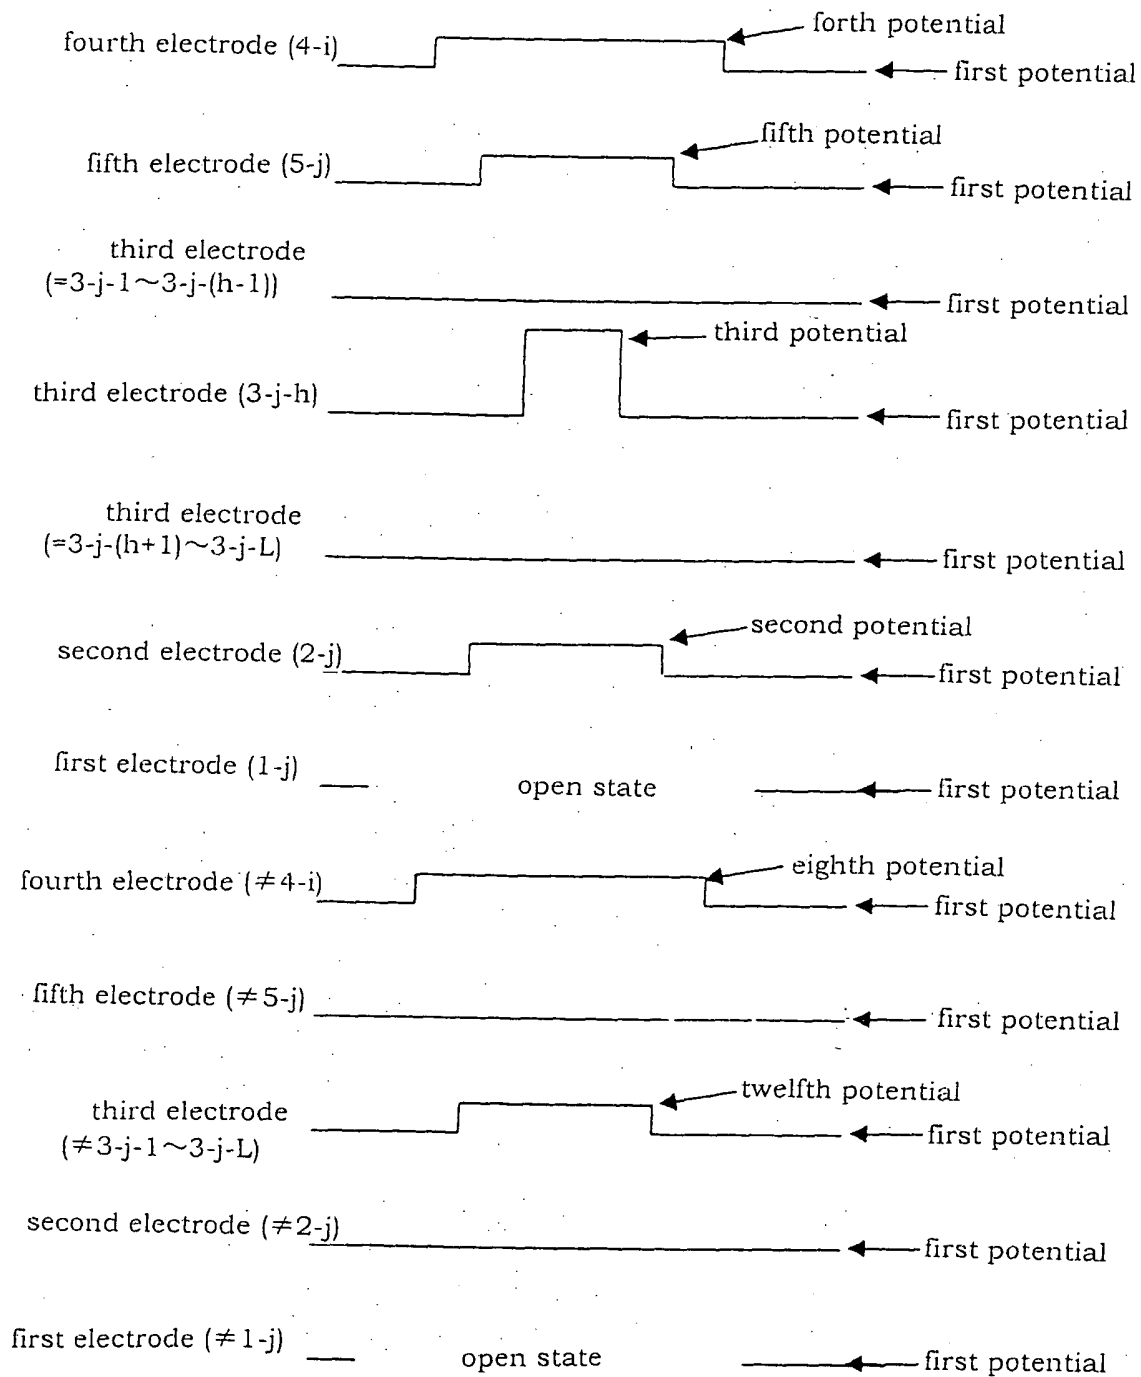 forth potential
fourth electrode (4-i)
first potential
fifth potential
fifth electrode (5-j)
first potential
third electrode
(=3-j-1~3-j-(h-1))
first potential
third potential
third electrode (3-j-h)
first potential
third electrode
(=3-j-(h+1)~3-j-L)
first potential
second potential
second electrode (2-j)
first potential
first electrode (1-j)
open state
first potential
eighth potential
fourth electrode (≠4-i)
first potential
fifth electrode (≠5-j)
first potential
twelfth potential
third electrode
(≠3-j-1~3-j-L)
first potential
second electrode (≠2-j)
first potential
first electrode (≠1-j)
open state
first potential